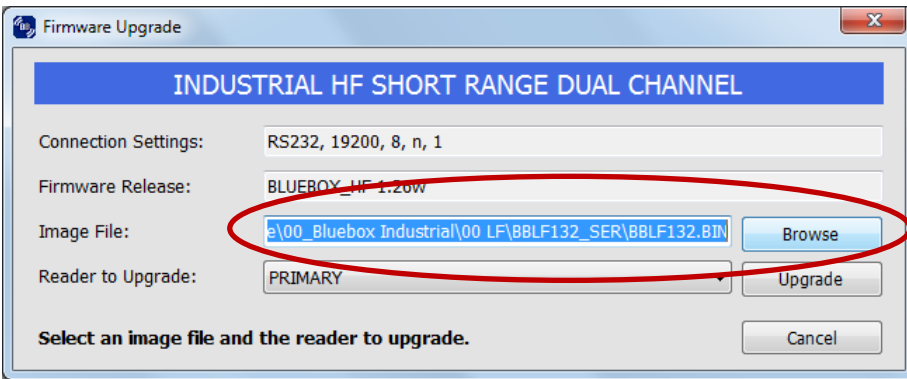 Firmware Upgrade
INDUSTRIAL HF SHORT RANGE DUAL CHANNEL
Connection Settings: RS232, 19200, 8, n, 1
Firmware Release: BLUEBOX_HF 1.26w
Image File: e\00_Bluebox Industrial\00 LF\BBLF132_SER\BBLF132.BIN Browse
Reader to Upgrade: PRIMARY Upgrade
Select an image file and the reader to upgrade. Cancel